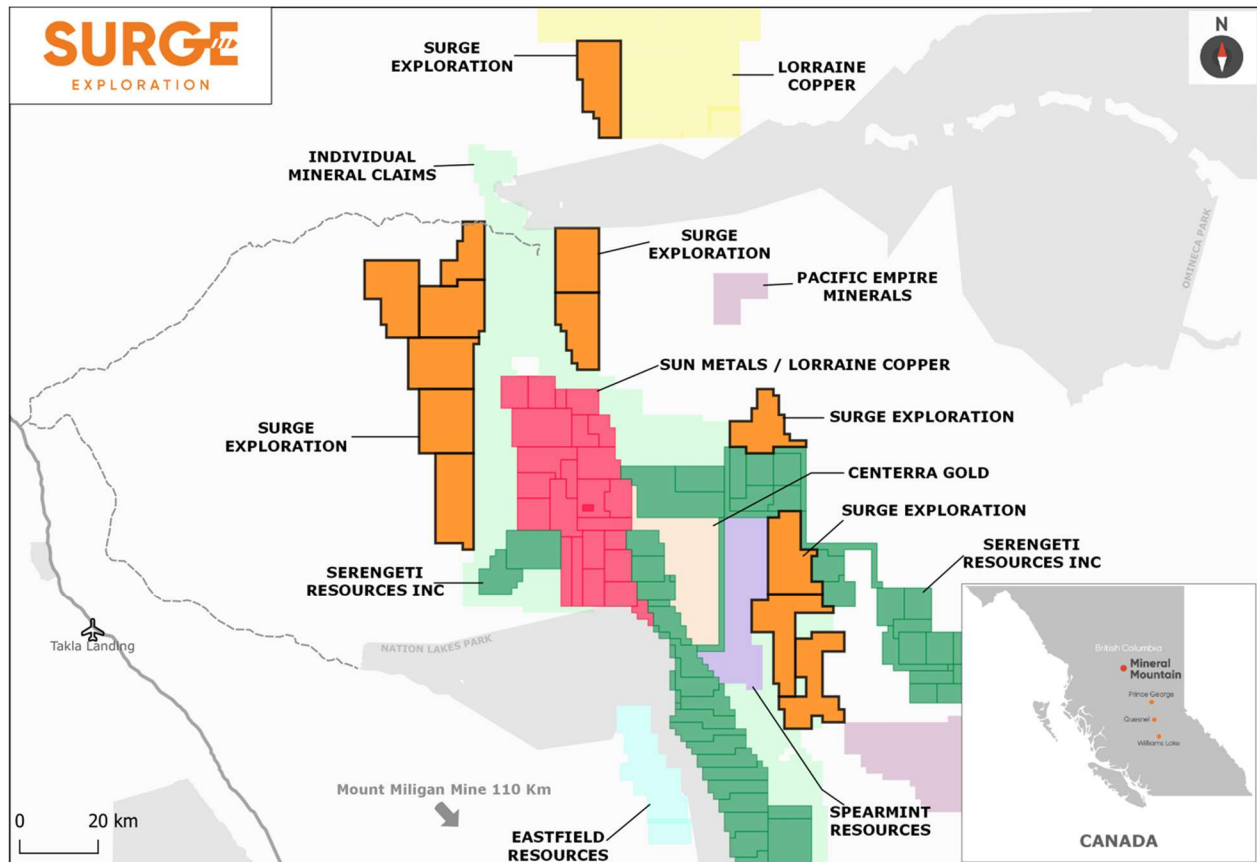 SURGE
EXPLORATION
SURGE
EXPLORATION
LORRAINE
COPPER
N
INDIVIDUAL
MINERAL CLAIMS
SURGE
EXPLORATION
PACIFIC EMPIRE
MINERALS
OMINECA PARK
SUN METALS / LORRAINE COPPER
SURGE EXPLORATION
SURGE
EXPLORATION
CENTERRA GOLD
SURGE EXPLORATION
SERENGETI
RESOURCES INC
SERENGETI
RESOURCES INC
Takla Landing
NATION LAKES PARK
British Columbia
Mineral
Mountain
Prince George
Quesnel
Williams Lake
CANADA
Mount Miligan Mine 110 Km
0 20 km
EASTFIELD
RESOURCES
SPEARMINT
RESOURCES